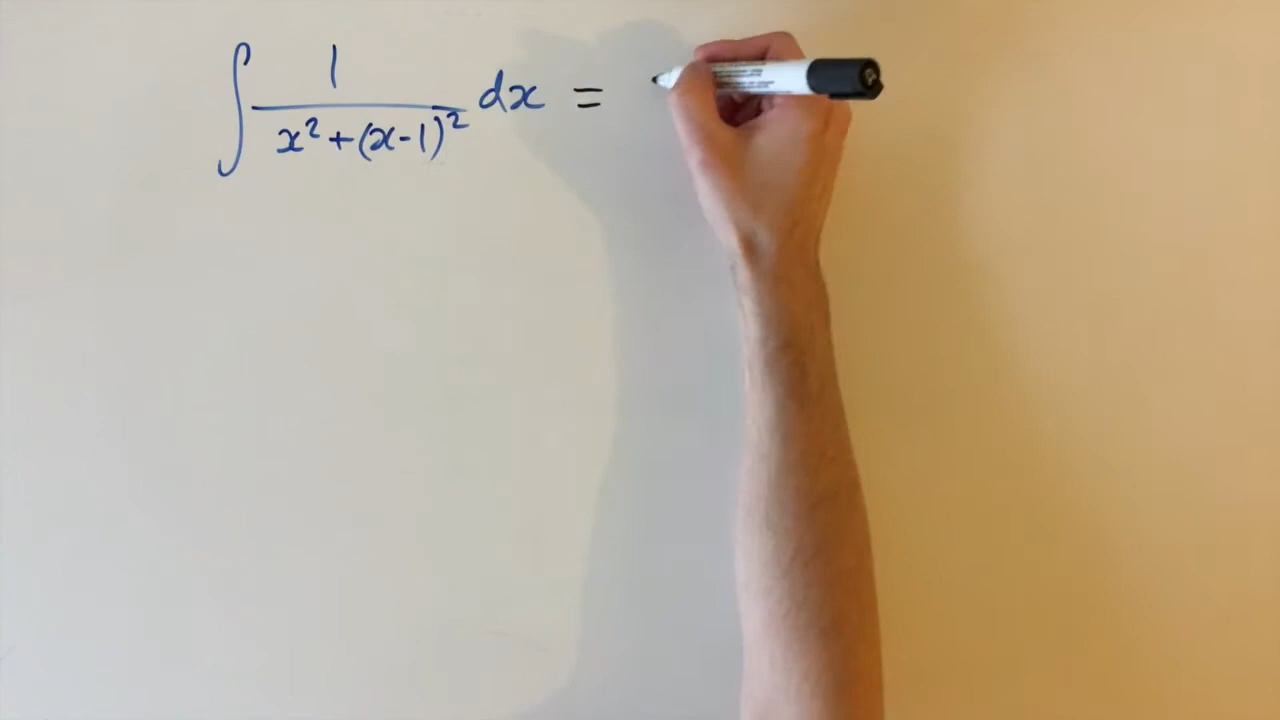 ∫ 1/(x²+(x-1)²) dx =